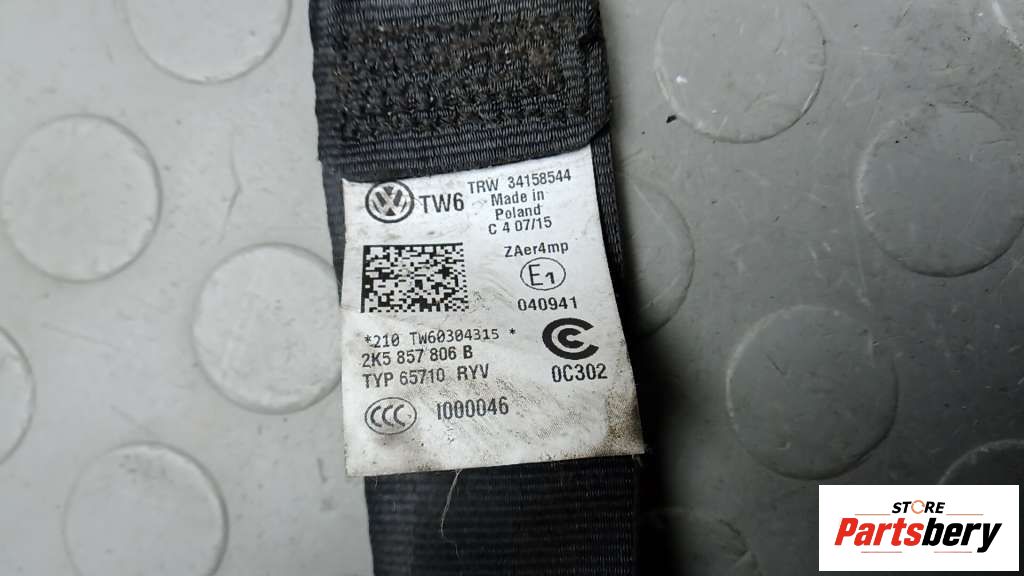 TW6
TRW 34158544
Made in
Poland
C 4 07/15
ZAer4mp
E1
040941
*210 TW60304315 *
2K5 857 806 B
TYP 65710 RYV
0C302
CCC
I000046
STORE
Partsbery